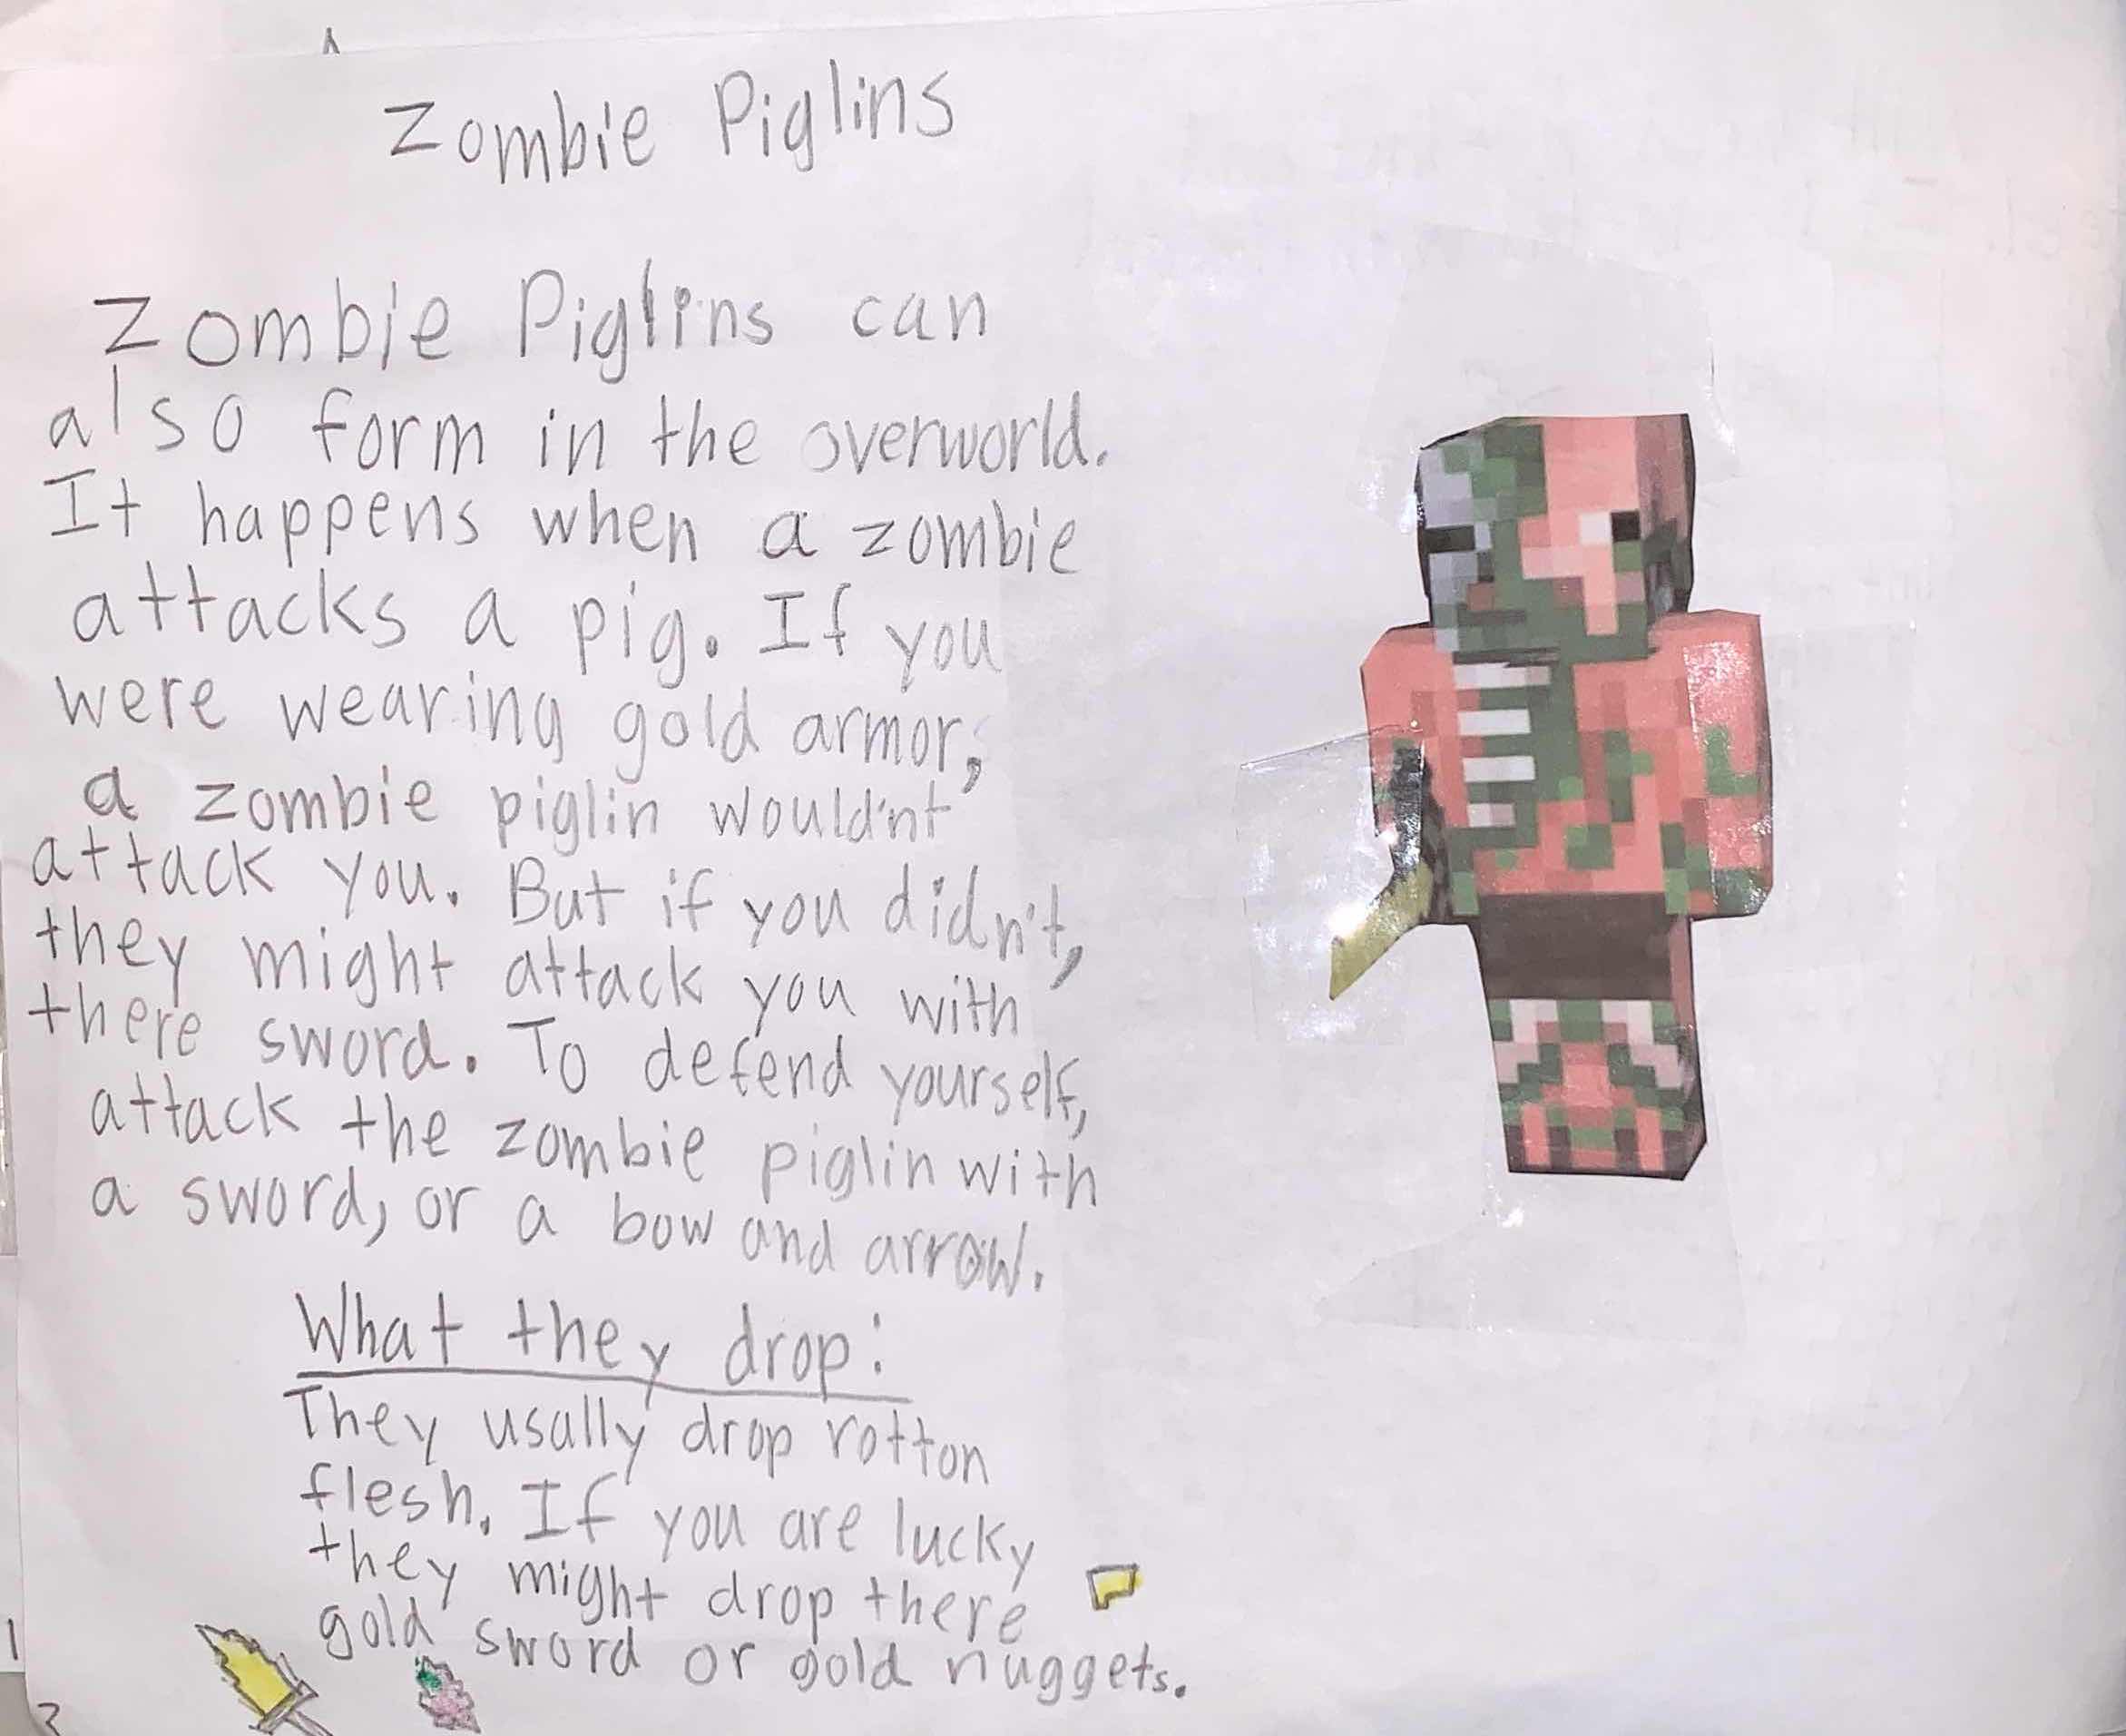 Zombie Piglins
Zombie Piglins can
also form in the overworld.
It happens when a zombie
attacks a pig. If you
were wearing gold armor,
a zombie piglin would'nt
attack you. But if you didn't,
they might attack you with
there sword. To defend yourself,
attack the zombie piglin with
a sword, or a bow and arrow.
What they drop:
They usally drop rotton
flesh. If you are lucky
they might drop there
gold sword or gold nuggets.
1